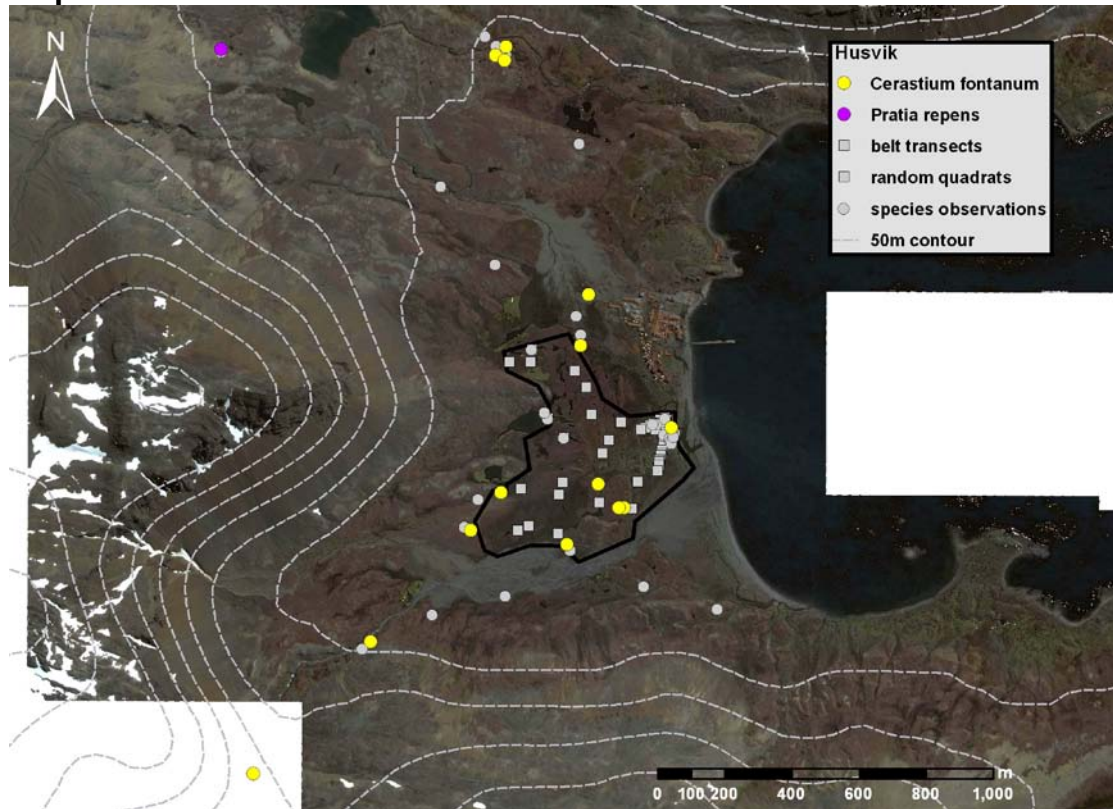 N
Husvik
Cerastium fontanum
Pratia repens
belt transects
random quadrats
species observations
50m contour
m
0 100 200 400 600 800 1,000